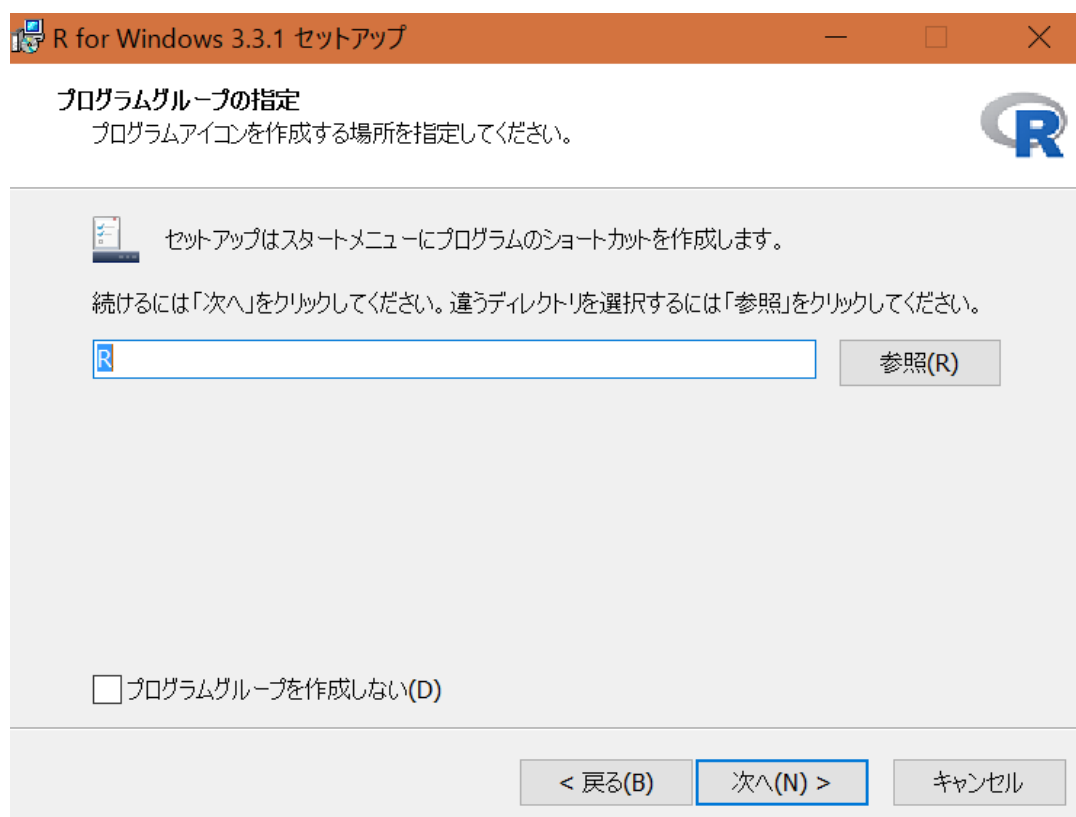 R for Windows 3.3.1 セットアップ
プログラムグループの指定
プログラムアイコンを作成する場所を指定してください。
R
セットアップはスタートメニューにプログラムのショートカットを作成します。
続けるには「次へ」をクリックしてください。違うディレクトリを選択するには「参照」をクリックしてください。
R
参照(R)
プログラムグループを作成しない(D)
< 戻る(B)
次へ(N) >
キャンセル